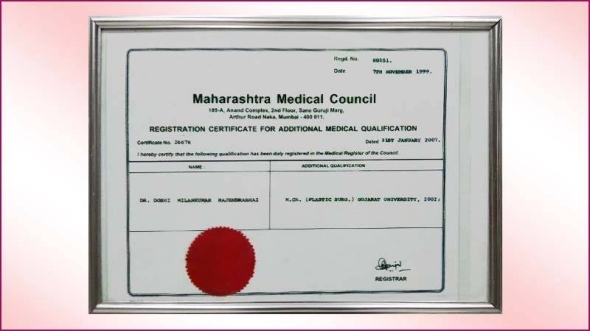 Regd. No. 88151.
Date 7TH NOVEMBER 1999.
Maharashtra Medical Council
189-A, Anand Complex, 2nd Floor, Sane Guruji Marg,
Arthur Road Naka, Mumbai - 400 011.
REGISTRATION CERTIFICATE FOR ADDITIONAL MEDICAL QUALIFICATION
Certificate No. 26676 Dated 31ST JANUARY 2007.
I hereby certify that the following qualification has been duly registered in the Medical Register of the Council
NAME ADDITIONAL QUALIFICATION
DR. DOSHI MILANKUMAR RAJENDRABHAI M.CH. (PLASTIC SURG.) GUJARAT UNIVERSITY, 2002;
REGISTRAR